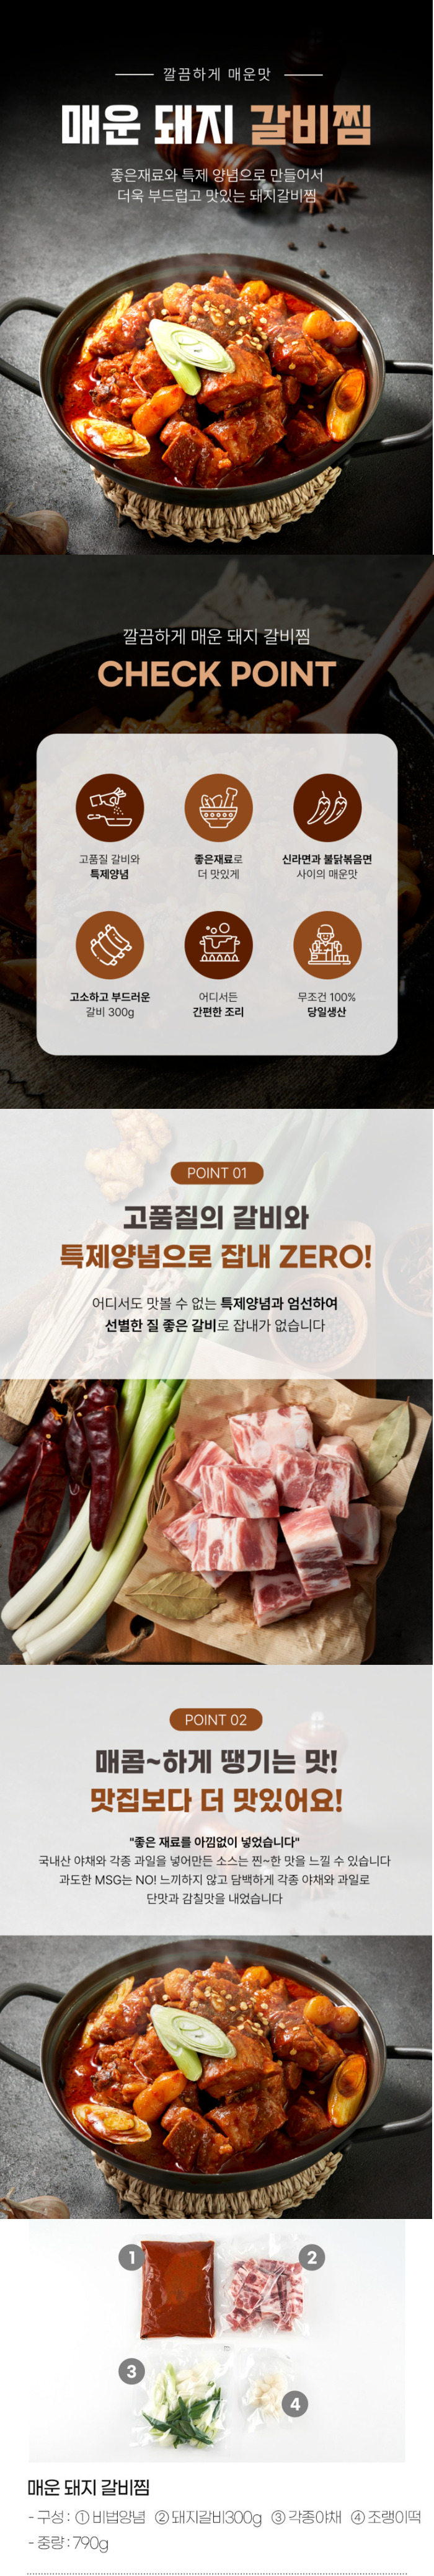 깔끔하게 매운맛
매운 돼지 갈비찜
좋은재료와 특제 양념으로 만들어서
더욱 부드럽고 맛있는 돼지갈비찜
깔끔하게 매운 돼지 갈비찜
CHECK POINT
고품질 갈비와
특제양념
좋은재료로
더 맛있게
신라면과 불닭볶음면
사이의 매운맛
고소하고 부드러운
갈비 300g
어디서든
간편한 조리
무조건 100%
당일생산
POINT 01
고품질의 갈비와
특제양념으로 잡내 ZERO!
어디서도 맛볼 수 없는 특제양념과 엄선하여
선별한 질 좋은 갈비로 잡내가 없습니다
POINT 02
매콤~하게 땡기는 맛!
맛집보다 더 맛있어요!
"좋은 재료를 아낌없이 넣었습니다"
국내산 야채와 각종 과일을 넣어만든 소스는 찐~한 맛을 느낄 수 있습니다
과도한 MSG는 NO! 느끼하지 않고 담백하게 각종 야채와 과일로
단맛과 감칠맛을 내었습니다
1
2
3
4
매운 돼지 갈비찜
- 구성 : ① 비법양념 ② 돼지갈비300g ③ 각종야채 ④ 조랭이떡
- 중량 : 790g